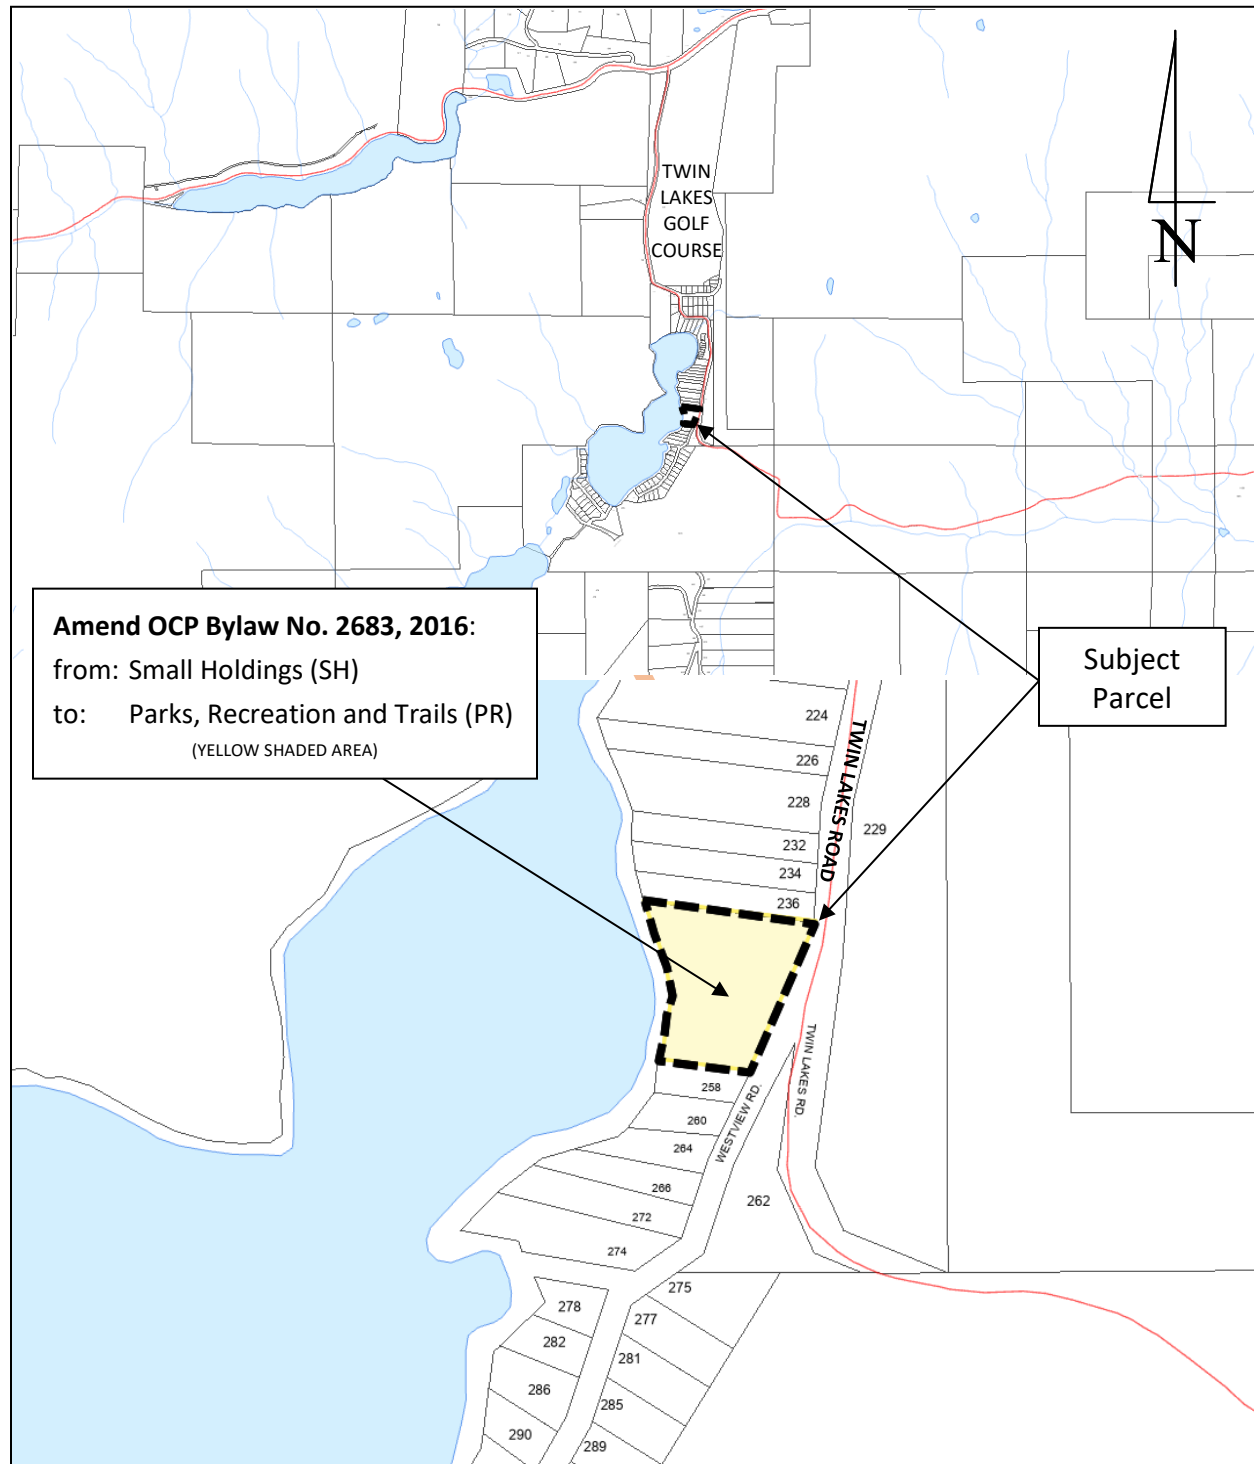 TWIN
LAKES
GOLF
COURSE
N
Amend OCP Bylaw No. 2683, 2016:
from: Small Holdings (SH)
to: Parks, Recreation and Trails (PR)
(YELLOW SHADED AREA)
Subject
Parcel
224
226
228
232
234
236
TWIN LAKES ROAD
229
TWIN LAKES RD.
WESTVIEW RD.
258
260
264
266
272
274
262
275
277
278
281
282
285
286
289
290